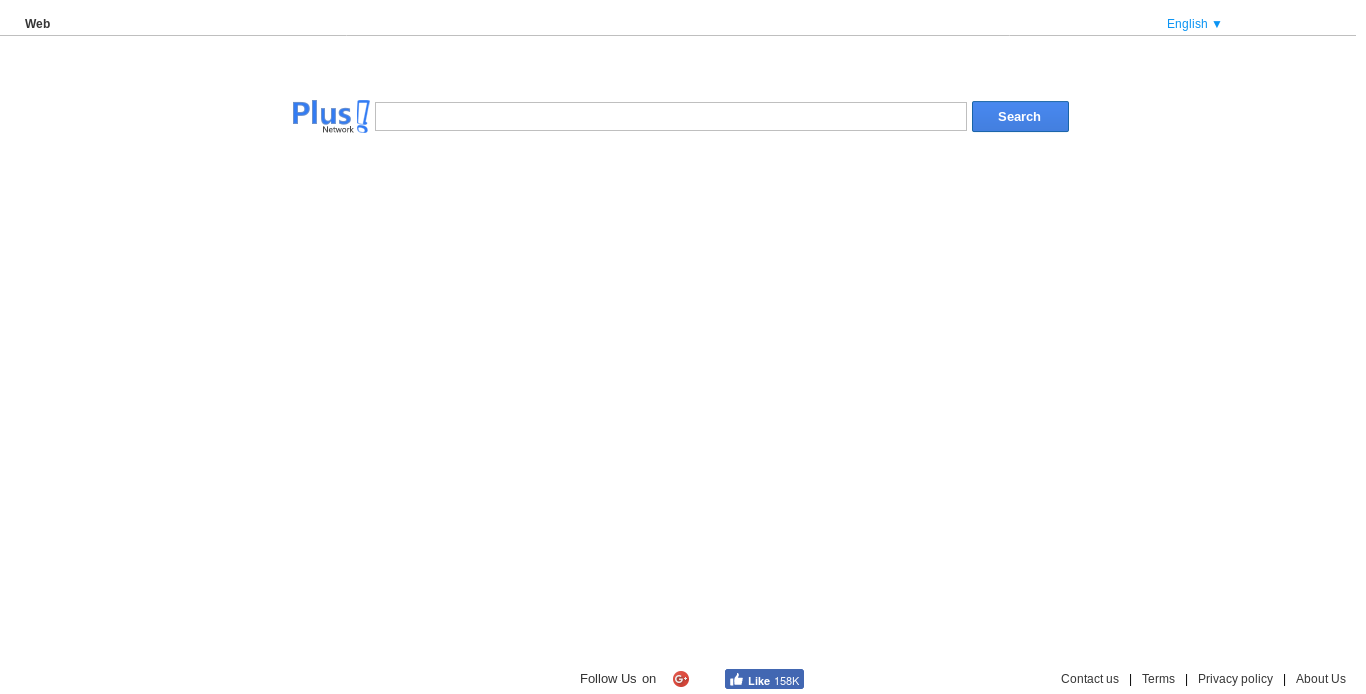 Web
English ▼
Plus!
Network
Search
Follow Us on
Like 158K
Contact us | Terms | Privacy policy | About Us